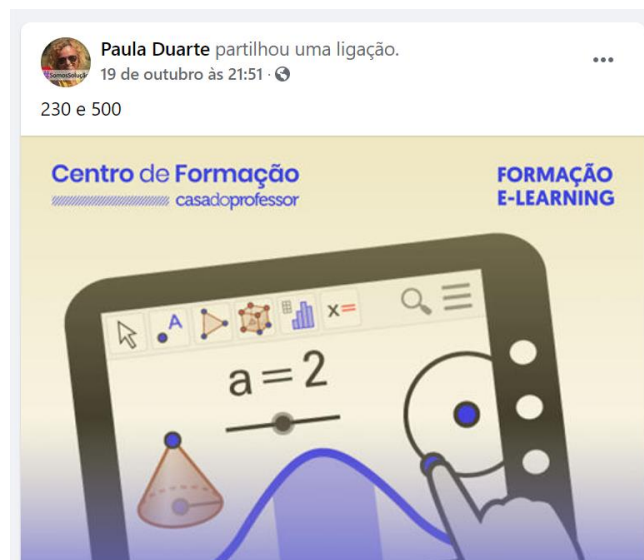 Paula Duarte partilhou uma ligação.
19 de outubro às 21:51 ·
230 e 500
Centro de Formação
casadoprofessor
FORMAÇÃO
E-LEARNING
A
x=
a=2